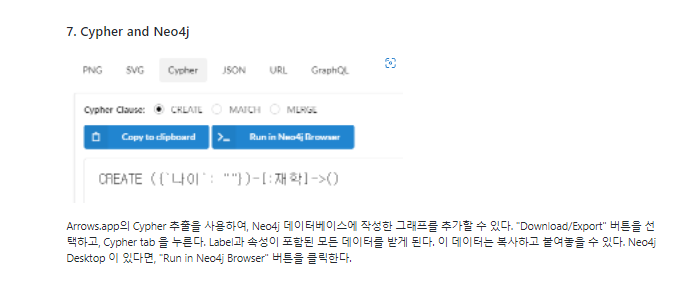 7. Cypher and Neo4j
PNG SVG Cypher JSON URL GraphQL
Cypher Clause: CREATE MATCH MERGE
Copy to clipboard >_ Run in Neo4j Browser
CREATE ({`나이`: ""})-[:재학]->()
Arrows.app의 Cypher 추출을 사용하여, Neo4j 데이터베이스에 작성한 그래프를 추가할 수 있다. "Download/Export" 버튼을 선
택하고, Cypher tab 을 누른다. Label과 속성이 포함된 모든 데이터를 받게 된다. 이 데이터는 복사하고 붙여놓을 수 있다. Neo4j
Desktop 이 있다면, "Run in Neo4j Browser" 버튼을 클릭한다.